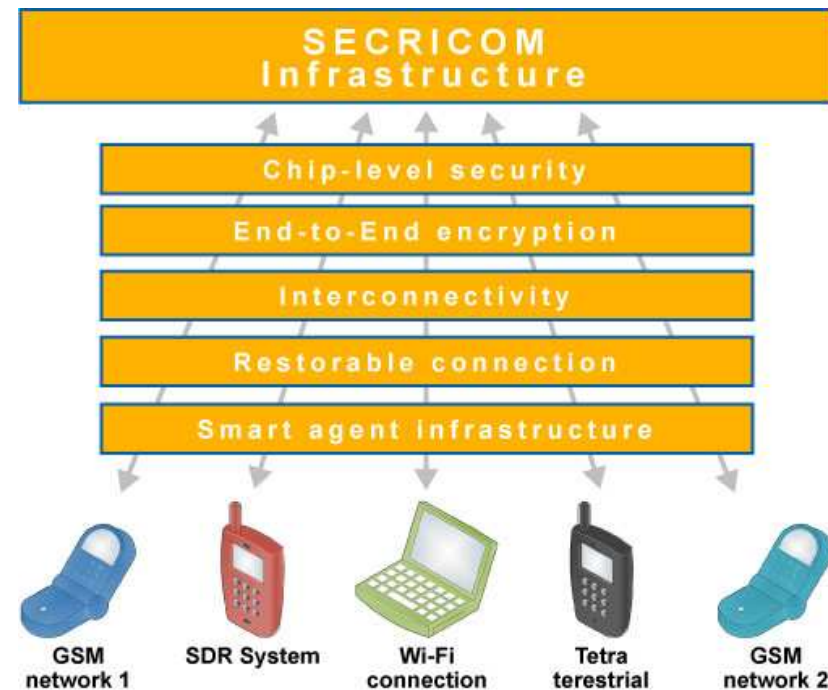 SECRICOM
Infrastructure
Chip-level security
End-to-End encryption
Interconnectivity
Restorable connection
Smart agent infrastructure
GSM
network 1
SDR System
Wi-Fi
connection
Tetra
terestrial
GSM
network 2